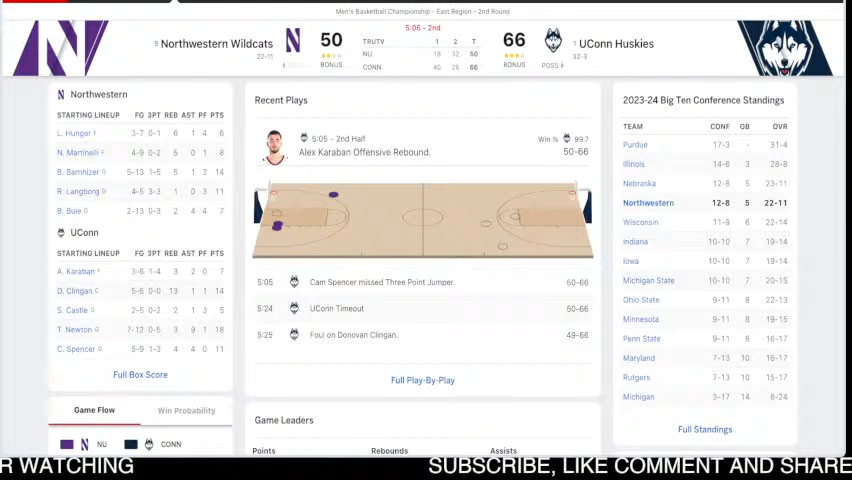 Men's Basketball Championship - East Region - 2nd Round
5:05 - 2nd
9 Northwestern Wildcats
22-11
50
BONUS
TRUTV 1 2 T
NU 18 32 50
CONN 40 26 66
66
BONUS
POSS
1 UConn Huskies
32-3
Northwestern
STARTING LINEUP FG 3PT REB AST PF PTS
L. Hunger F 3-7 0-1 6 1 4 6
N. Martinelli F 4-9 0-2 5 0 1 8
B. Barnhizer G 5-13 1-5 5 1 2 14
R. Langborg G 4-5 3-3 1 0 3 11
B. Buie G 2-13 0-3 2 4 4 7
UConn
STARTING LINEUP FG 3PT REB AST PF PTS
A. Karaban F 3-6 1-4 3 2 0 7
D. Clingan C 5-6 0-0 13 1 1 14
S. Castle G 2-5 0-2 2 1 3 5
T. Newton G 7-12 0-5 3 9 1 18
C. Spencer G 5-9 1-3 4 4 0 11
Full Box Score
Game Flow Win Probability
NU CONN
Recent Plays
5:05 - 2nd Half
Win % 99.7
Alex Karaban Offensive Rebound.
50-66
5:05 Cam Spencer missed Three Point Jumper. 50-66
5:24 UConn Timeout 50-66
5:25 Foul on Donovan Clingan. 49-66
Full Play-By-Play
Game Leaders
Points Rebounds Assists
2023-24 Big Ten Conference Standings
TEAM CONF GB OVR
Purdue 17-3 - 31-4
Illinois 14-6 3 28-8
Nebraska 12-8 5 23-11
Northwestern 12-8 5 22-11
Wisconsin 11-8 6 22-14
Indiana 10-10 7 19-14
Iowa 10-10 7 19-14
Michigan State 10-10 7 20-15
Ohio State 9-11 8 22-13
Minnesota 9-11 8 19-15
Penn State 9-11 8 16-17
Maryland 7-13 10 16-17
Rutgers 7-13 10 15-17
Michigan 3-17 14 8-24
Full Standings
R WATCHING SUBSCRIBE, LIKE COMMENT AND SHARE